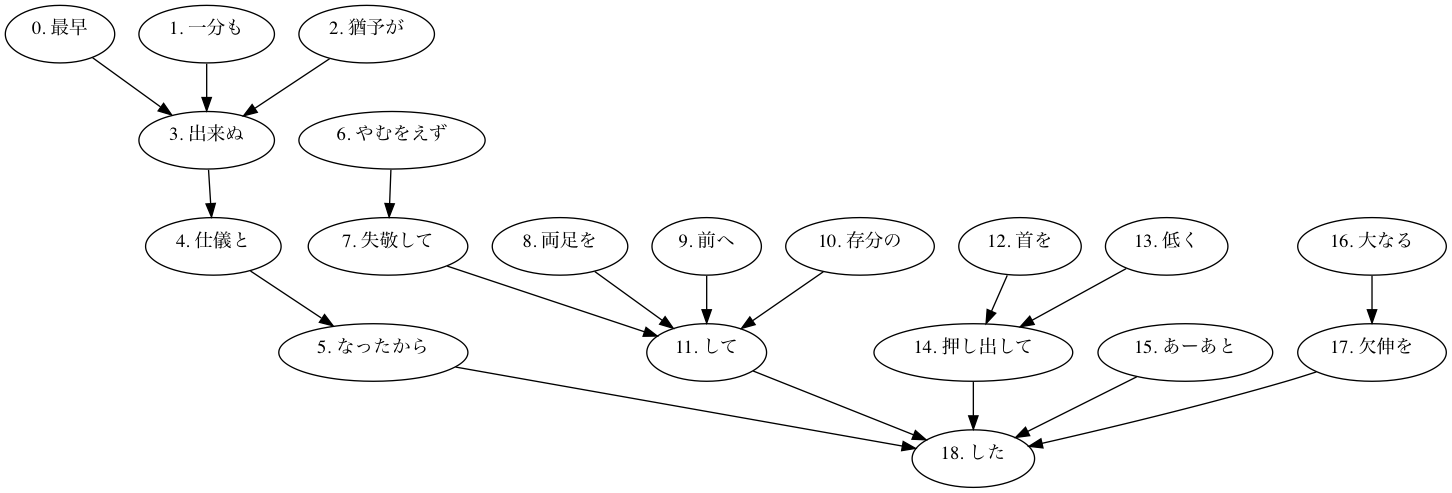 0. 最早
1. 一分も
2. 猶予が
3. 出来ぬ
6. やむをえず
4. 仕儀と
7. 失敬して
8. 両足を
9. 前へ
10. 存分の
12. 首を
13. 低く
16. 大なる
5. なったから
11. して
14. 押し出して
15. あーあと
17. 欠伸を
18. した